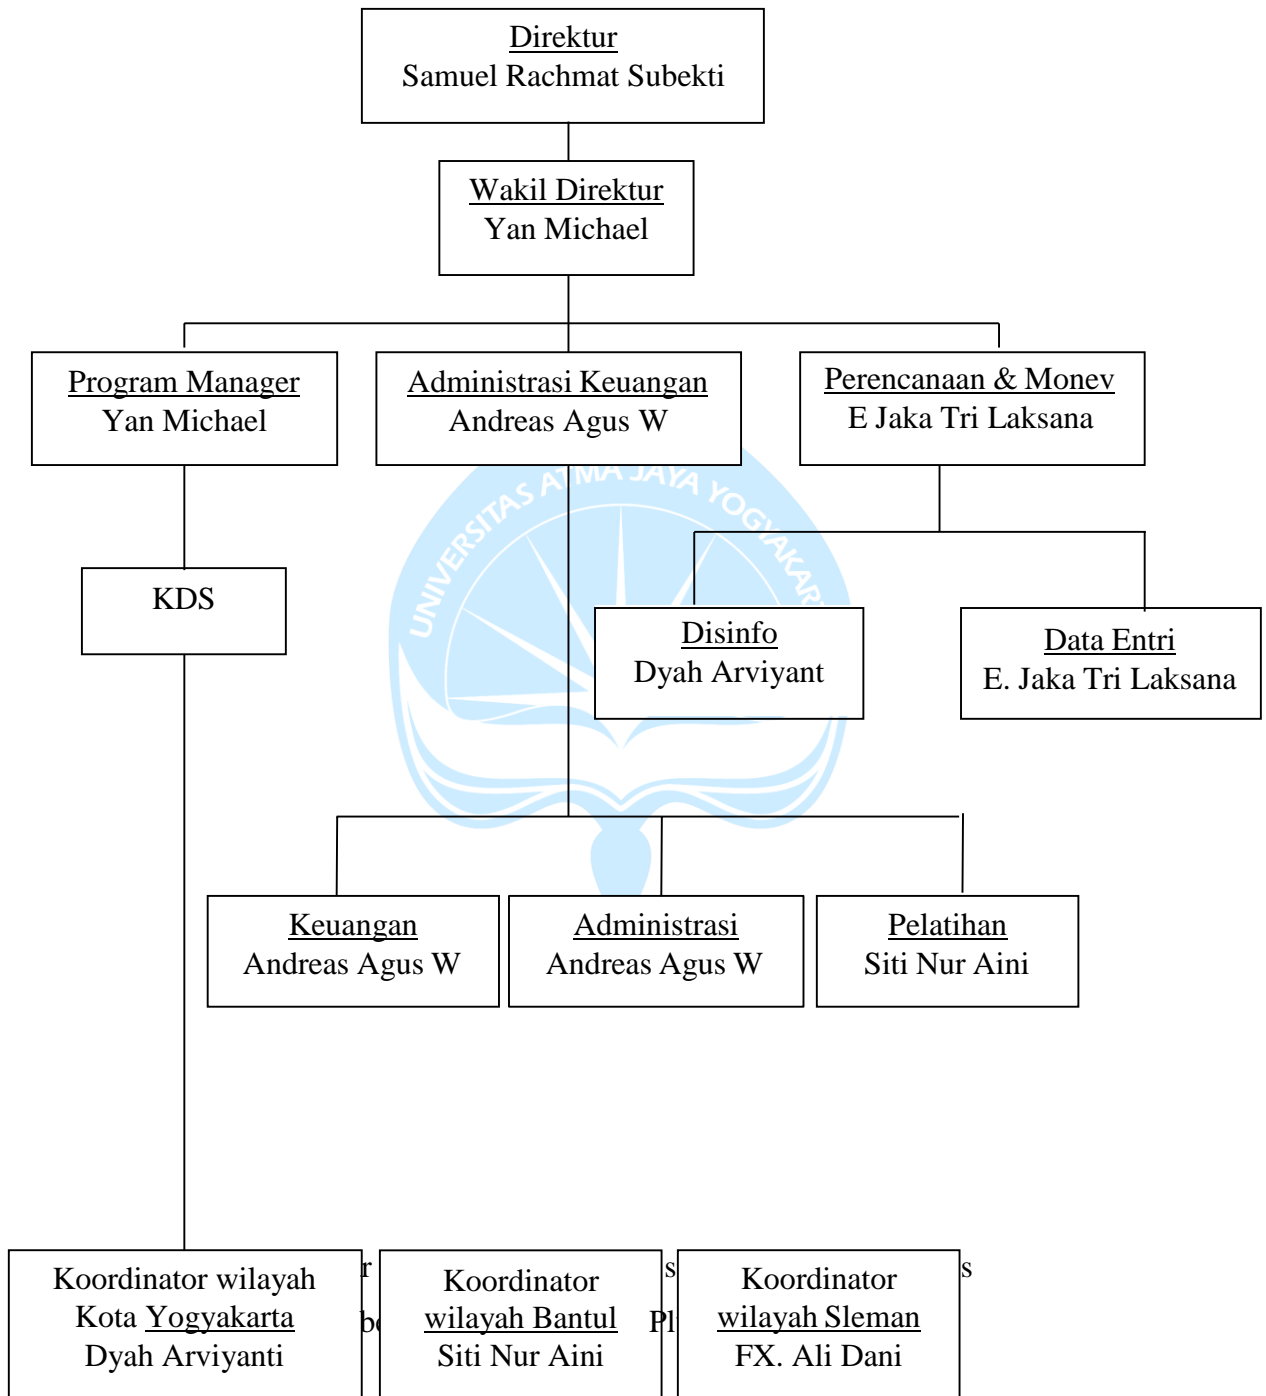 Direktur
Samuel Rachmat Subekti
Wakil Direktur
Yan Michael
Program Manager
Yan Michael
Administrasi Keuangan
Andreas Agus W
Perencanaan & Monev
E Jaka Tri Laksana
UNIVERSITAS ATMA JAYA
KDS
Disinfo
Dyah Arviyant
Data Entri
E. Jaka Tri Laksana
Keuangan
Andreas Agus W
Administrasi
Andreas Agus W
Pelatihan
Siti Nur Aini
Koordinator wilayah
Kota Yogyakarta
Dyah Arviyanti
Koordinator
wilayah Bantul
Siti Nur Aini
Koordinator
wilayah Sleman
FX. Ali Dani